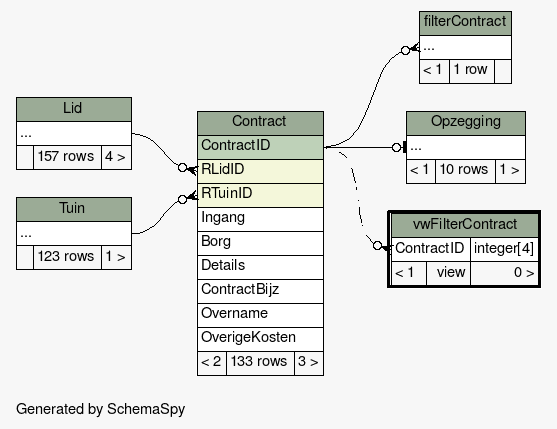 filterContract
...
< 1 1 row
Lid
...
157 rows 4 >
Tuin
...
123 rows 1 >
Contract
ContractID
RLidID
RTuinID
Ingang
Borg
Details
ContractBijz
Overname
OverigeKosten
< 2 133 rows 3 >
Opzegging
...
< 1 10 rows 1 >
vwFilterContract
ContractID integer[4]
< 1 view 0 >
Generated by SchemaSpy